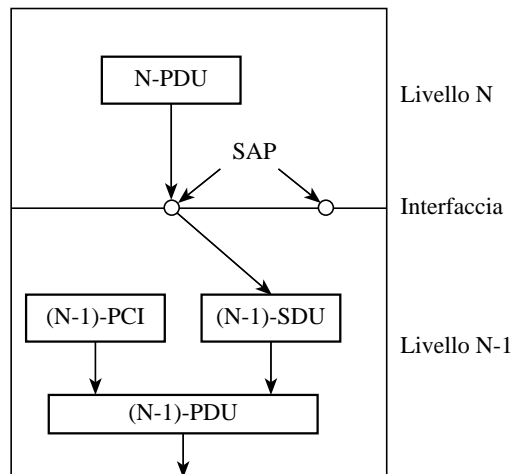 N-PDU
Livello N
SAP
Interfaccia
(N-1)-PCI
(N-1)-SDU
Livello N-1
(N-1)-PDU